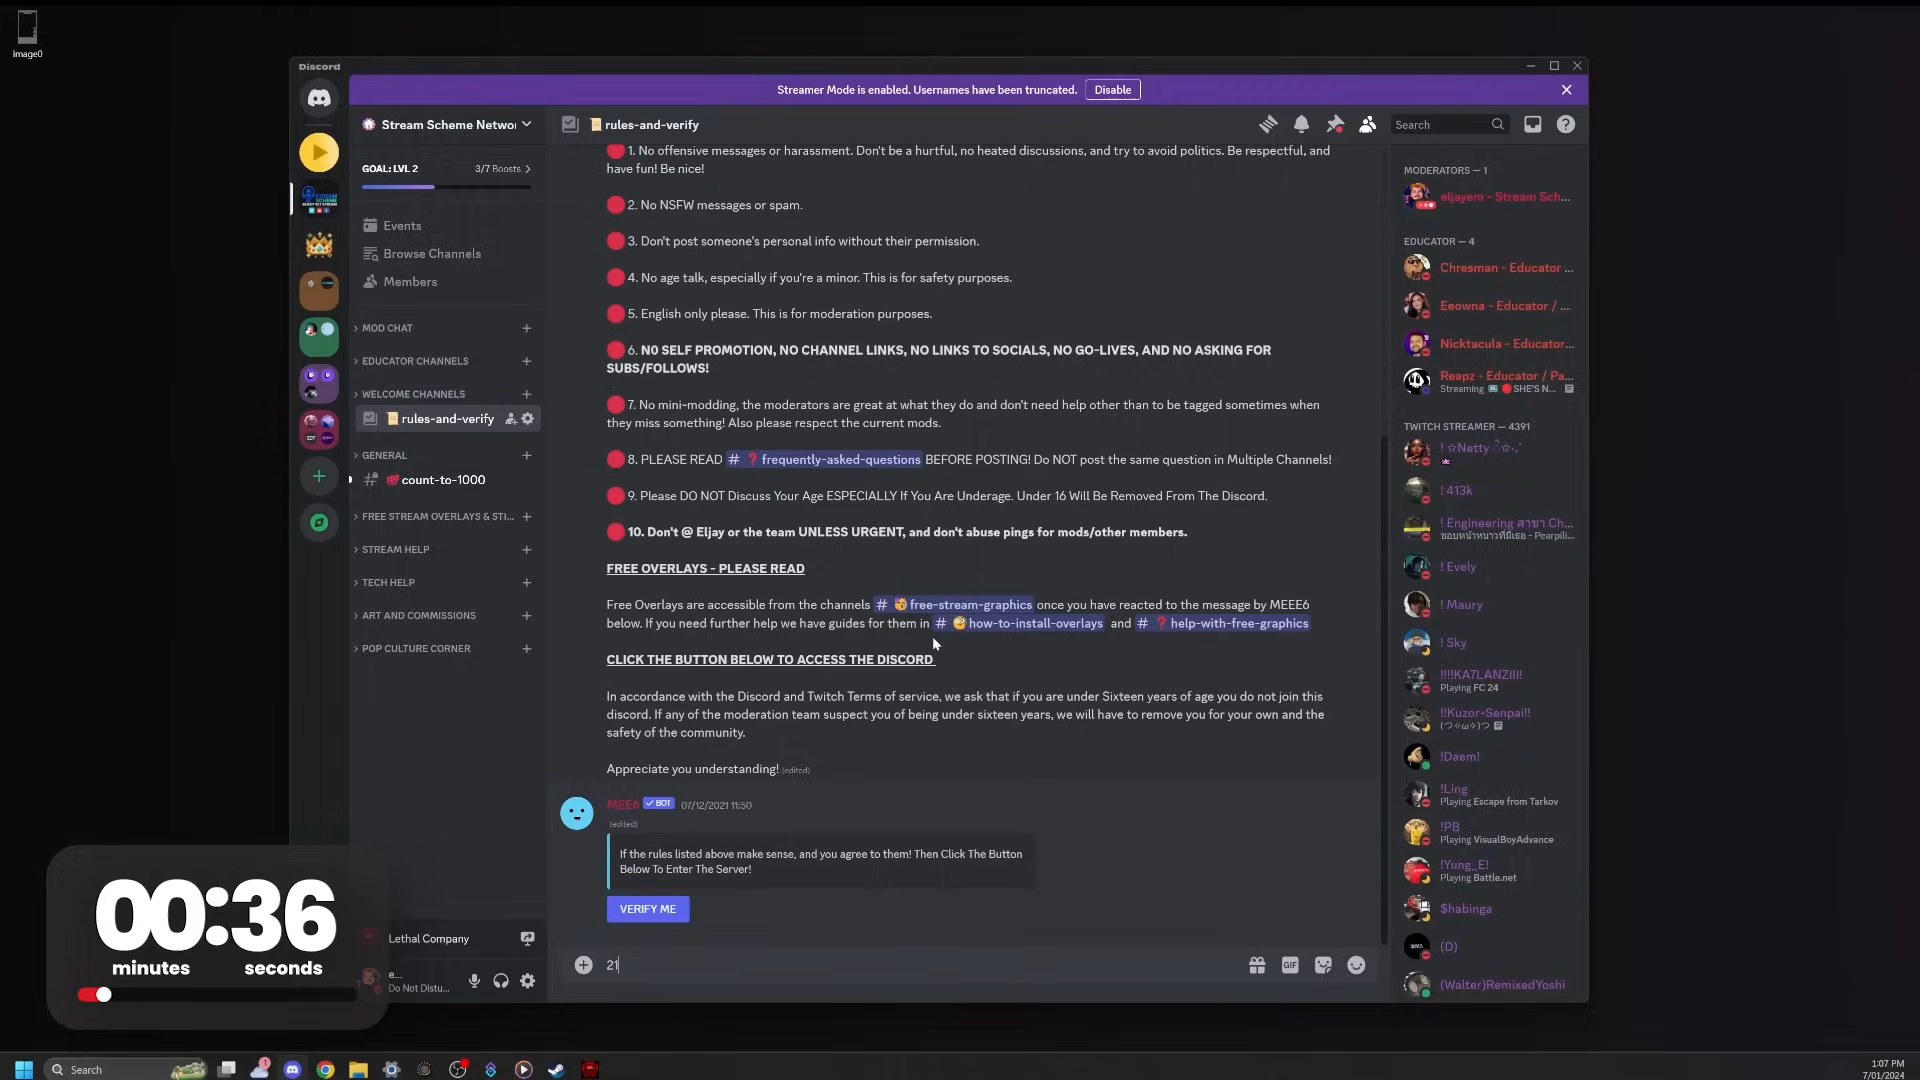 image0
Discord
Streamer Mode is enabled. Usernames have been truncated. Disable
Stream Scheme Networ
rules-and-verify
Search
GOAL: LVL 2 3/7 Boosts
Events
Browse Channels
Members
MOD CHAT
EDUCATOR CHANNELS
WELCOME CHANNELS
rules-and-verify
GENERAL
count-to-1000
FREE STREAM OVERLAYS & STI...
STREAM HELP
TECH HELP
ART AND COMMISSIONS
POP CULTURE CORNER
1. No offensive messages or harassment. Don't be a hurtful, no heated discussions, and try to avoid politics. Be respectful, and
have fun! Be nice!
2. No NSFW messages or spam.
3. Don't post someone's personal info without their permission.
4. No age talk, especially if you're a minor. This is for safety purposes.
5. English only please. This is for moderation purposes.
6. N0 SELF PROMOTION, NO CHANNEL LINKS, NO LINKS TO SOCIALS, NO GO-LIVES, AND NO ASKING FOR
SUBS/FOLLOWS!
7. No mini-modding, the moderators are great at what they do and don't need help other than to be tagged sometimes when
they miss something! Also please respect the current mods.
8. PLEASE READ # ❓frequently-asked-questions BEFORE POSTING! Do NOT post the same question in Multiple Channels!
9. Please DO NOT Discuss Your Age ESPECIALLY If You Are Underage. Under 16 Will Be Removed From The Discord.
10. Don't @ Eljay or the team UNLESS URGENT, and don't abuse pings for mods/other members.
FREE OVERLAYS - PLEASE READ
Free Overlays are accessible from the channels # free-stream-graphics once you have reacted to the message by MEEE6
below. If you need further help we have guides for them in # how-to-install-overlays and # ❓help-with-free-graphics
CLICK THE BUTTON BELOW TO ACCESS THE DISCORD
In accordance with the Discord and Twitch Terms of service, we ask that if you are under Sixteen years of age you do not join this
discord. If any of the moderation team suspect you of being under sixteen years, we will have to remove you for your own and the
safety of the community.
Appreciate you understanding! (edited)
MEE6 BOT 07/12/2021 11:50
(edited)
If the rules listed above make sense, and you agree to them! Then Click The Button
Below To Enter The Server!
VERIFY ME
21
GIF
MODERATORS — 1
eljayem - Stream Sch...
EDUCATOR — 4
Chresman - Educator ...
Eeowna - Educator / ...
Nicktacula - Educator...
Reapz - Educator / Pa...
Streaming SHE'S N...
TWITCH STREAMER — 4391
! ☆Netty
! 413k
! Engineering สาขา Ch...
! Evely
! Maury
! Sky
!!!!KA7LANZIII!
Playing FC 24
!!Kuzor-Senpai!!
!Daem!
!Ling
Playing Escape from Tarkov
!PB
Playing VisualBoyAdvance
!Yung_E!
Playing Battle.net
$habinga
(D)
(Walter)RemixedYoshi
Lethal Company
e...
Do Not Distu...
00:36
minutes seconds
Search
1:07 PM
7/01/2024